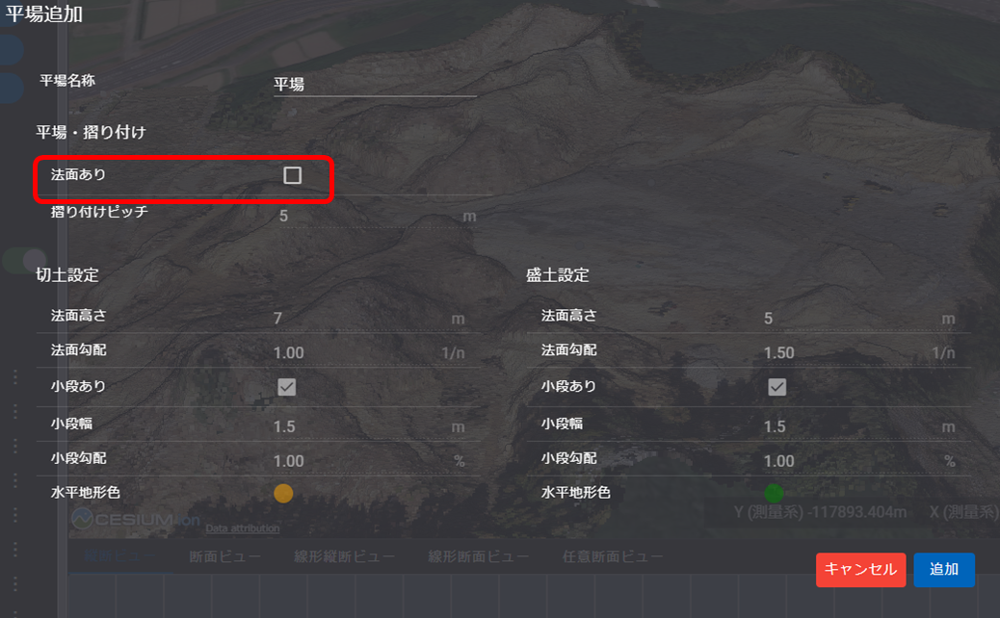 平場追加
平場名称 平場
平場・摺り付け
法面あり
摺り付けピッチ 5 m
切土設定 盛土設定
法面高さ 7 m 法面高さ 5 m
法面勾配 1.00 1/n 法面勾配 1.50 1/n
小段あり 小段あり
小段幅 1.5 m 小段幅 1.5 m
小段勾配 1.00 % 小段勾配 1.00 %
水平地形色 水平地形色
Y (測量系) -117893.404m X (測量系)
CESIUM ion Data attribution
縦断ビュー 断面ビュー 線形縦断ビュー 線形断面ビュー 任意断面ビュー
キャンセル 追加